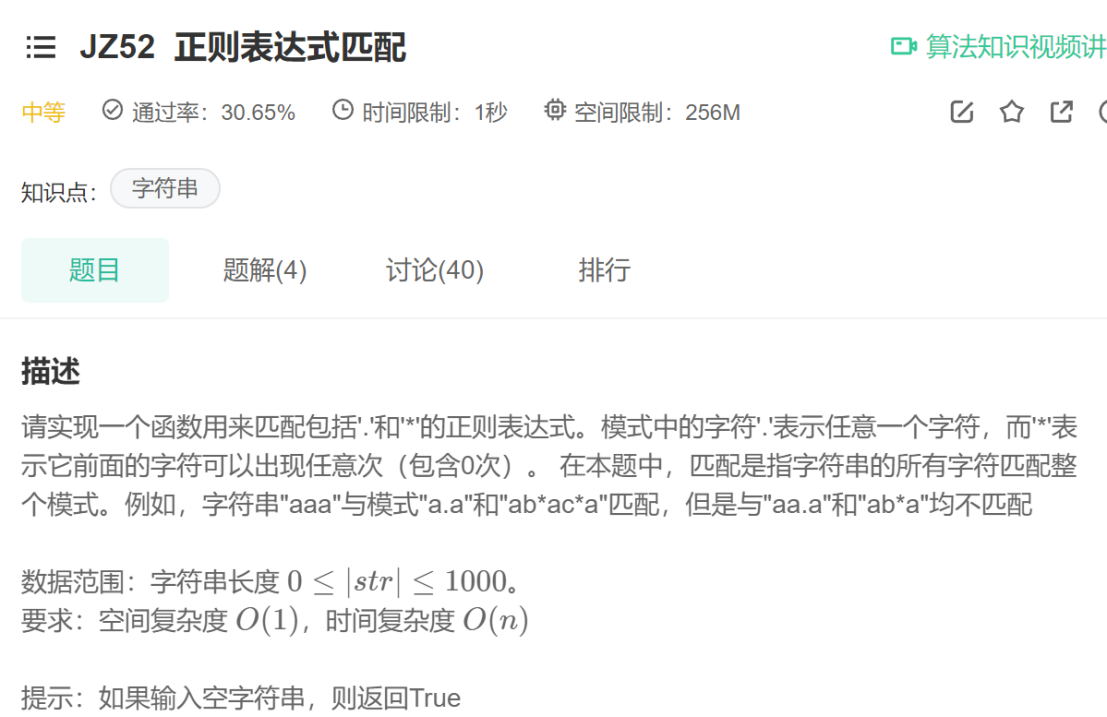 JZ52 正则表达式匹配
算法知识视频讲
中等 通过率：30.65% 时间限制：1秒 空间限制：256M
知识点： 字符串
题目 题解(4) 讨论(40) 排行
描述
请实现一个函数用来匹配包括'.'和'*'的正则表达式。模式中的字符'.'表示任意一个字符，而'*'表
示它前面的字符可以出现任意次（包含0次）。 在本题中，匹配是指字符串的所有字符匹配整
个模式。例如，字符串"aaa"与模式"a.a"和"ab*ac*a"匹配，但是与"aa.a"和"ab*a"均不匹配
数据范围：字符串长度 0 ≤ |str| ≤ 1000。
要求：空间复杂度 O(1)，时间复杂度 O(n)
提示：如果输入空字符串，则返回True